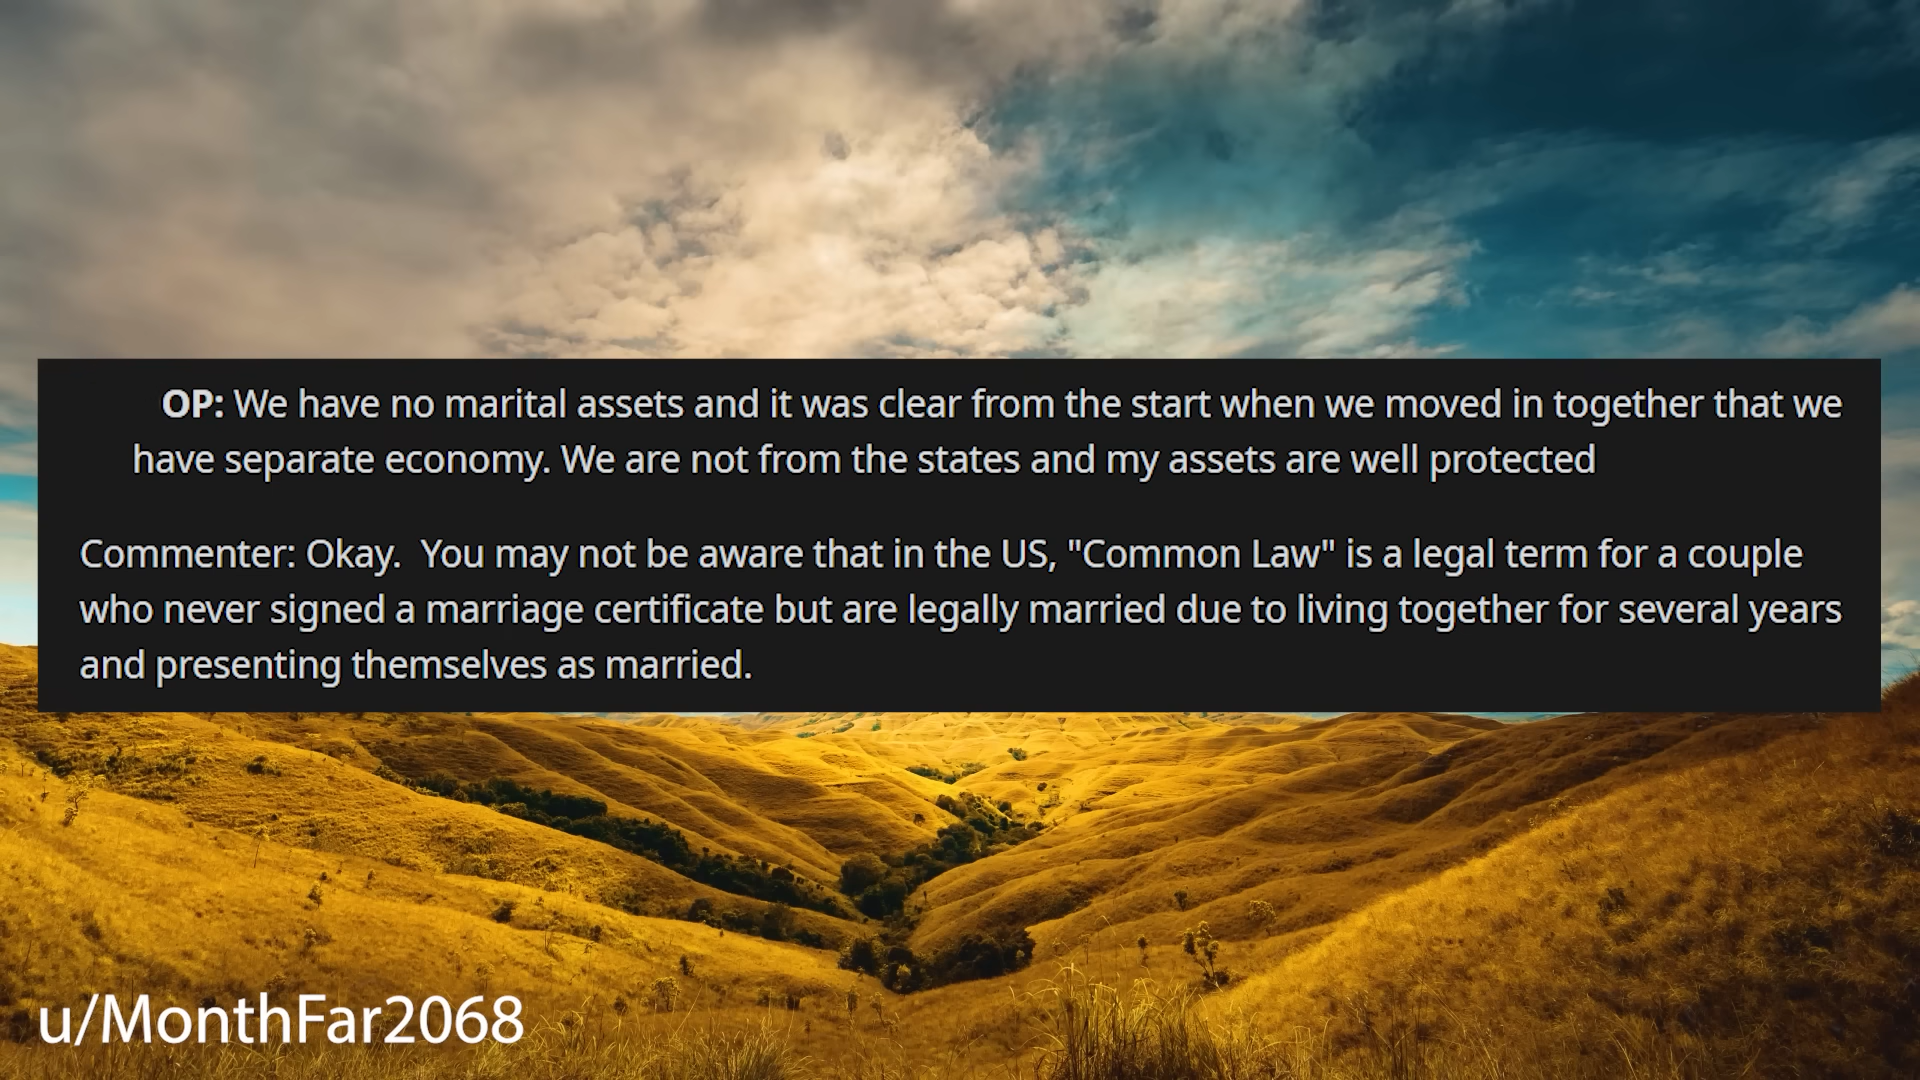 OP: We have no marital assets and it was clear from the start when we moved in together that we
have separate economy. We are not from the states and my assets are well protected
Commenter: Okay.  You may not be aware that in the US, "Common Law" is a legal term for a couple
who never signed a marriage certificate but are legally married due to living together for several years
and presenting themselves as married.
u/MonthFar2068